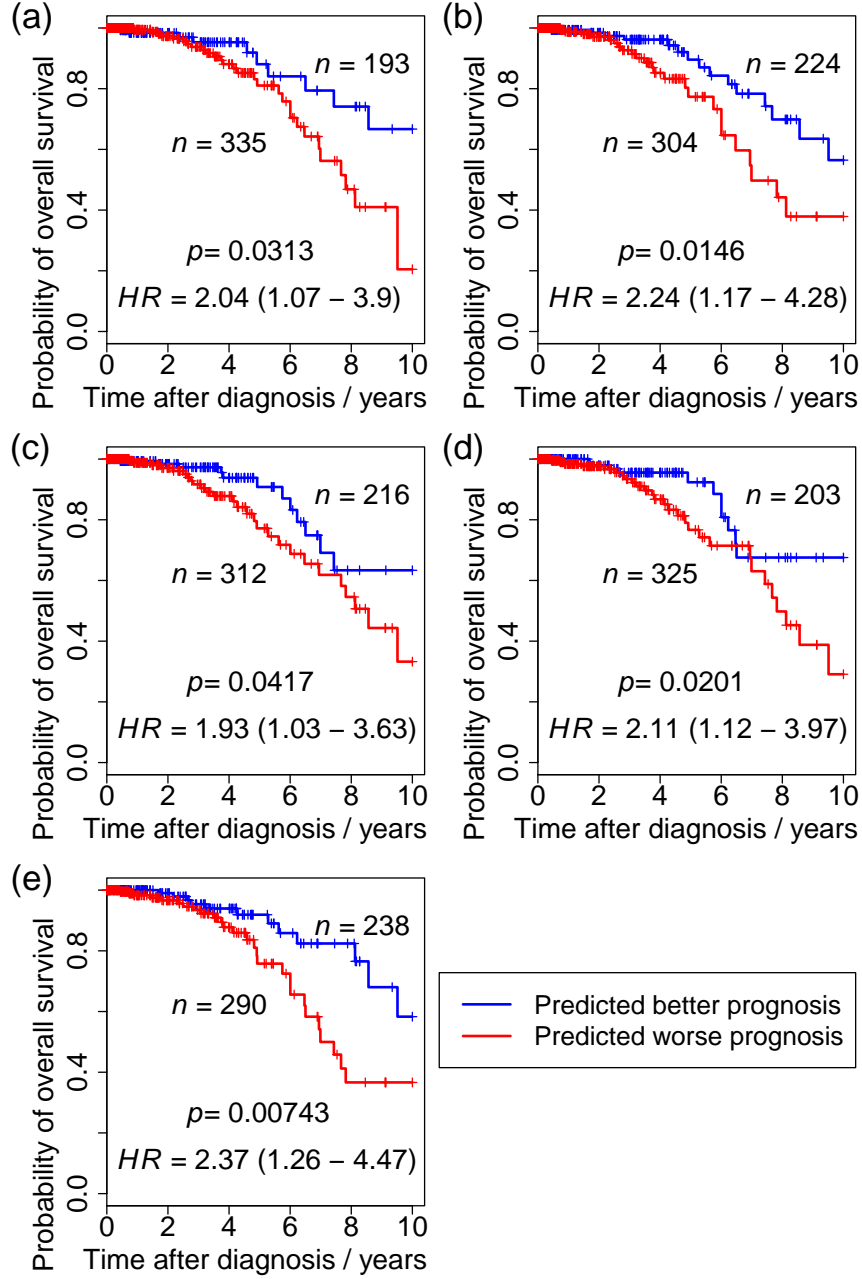 (a)
Probability of overall survival
0.0
0.4
0.8
n = 193
n = 335
p= 0.0313
HR = 2.04 (1.07 − 3.9)
0 2 4 6 8 10
Time after diagnosis / years
(b)
Probability of overall survival
0.0
0.4
0.8
n = 224
n = 304
p= 0.0146
HR = 2.24 (1.17 − 4.28)
0 2 4 6 8 10
Time after diagnosis / years
(c)
Probability of overall survival
0.0
0.4
0.8
n = 216
n = 312
p= 0.0417
HR = 1.93 (1.03 − 3.63)
0 2 4 6 8 10
Time after diagnosis / years
(d)
Probability of overall survival
0.0
0.4
0.8
n = 203
n = 325
p= 0.0201
HR = 2.11 (1.12 − 3.97)
0 2 4 6 8 10
Time after diagnosis / years
(e)
Probability of overall survival
0.0
0.4
0.8
n = 238
n = 290
p= 0.00743
HR = 2.37 (1.26 − 4.47)
0 2 4 6 8 10
Time after diagnosis / years
Predicted better prognosis
Predicted worse prognosis